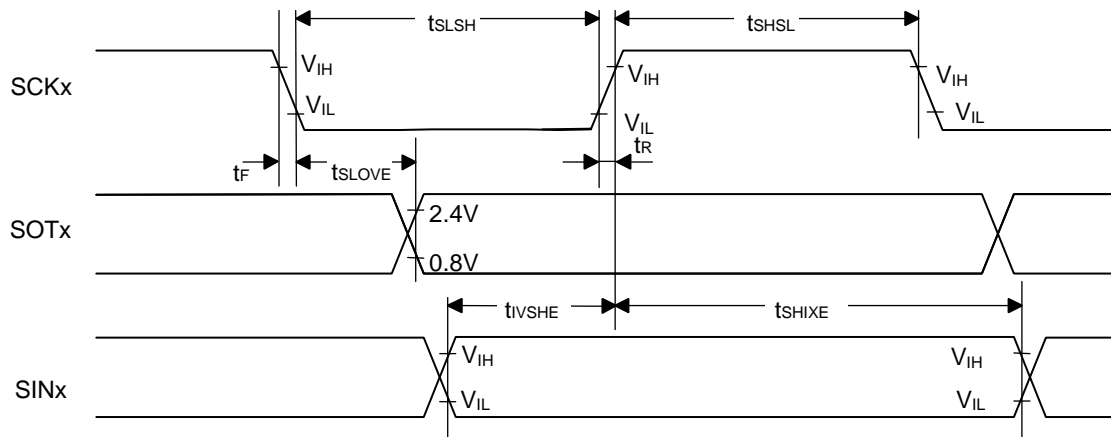 tSLSH tSHSL
SCKx VIH VIH VIH
VIL VIL VIL
tF tSLOVE tR
SOTx 2.4V
0.8V
tIVSHE tSHIXE
SINx VIH VIH
VIL VIL